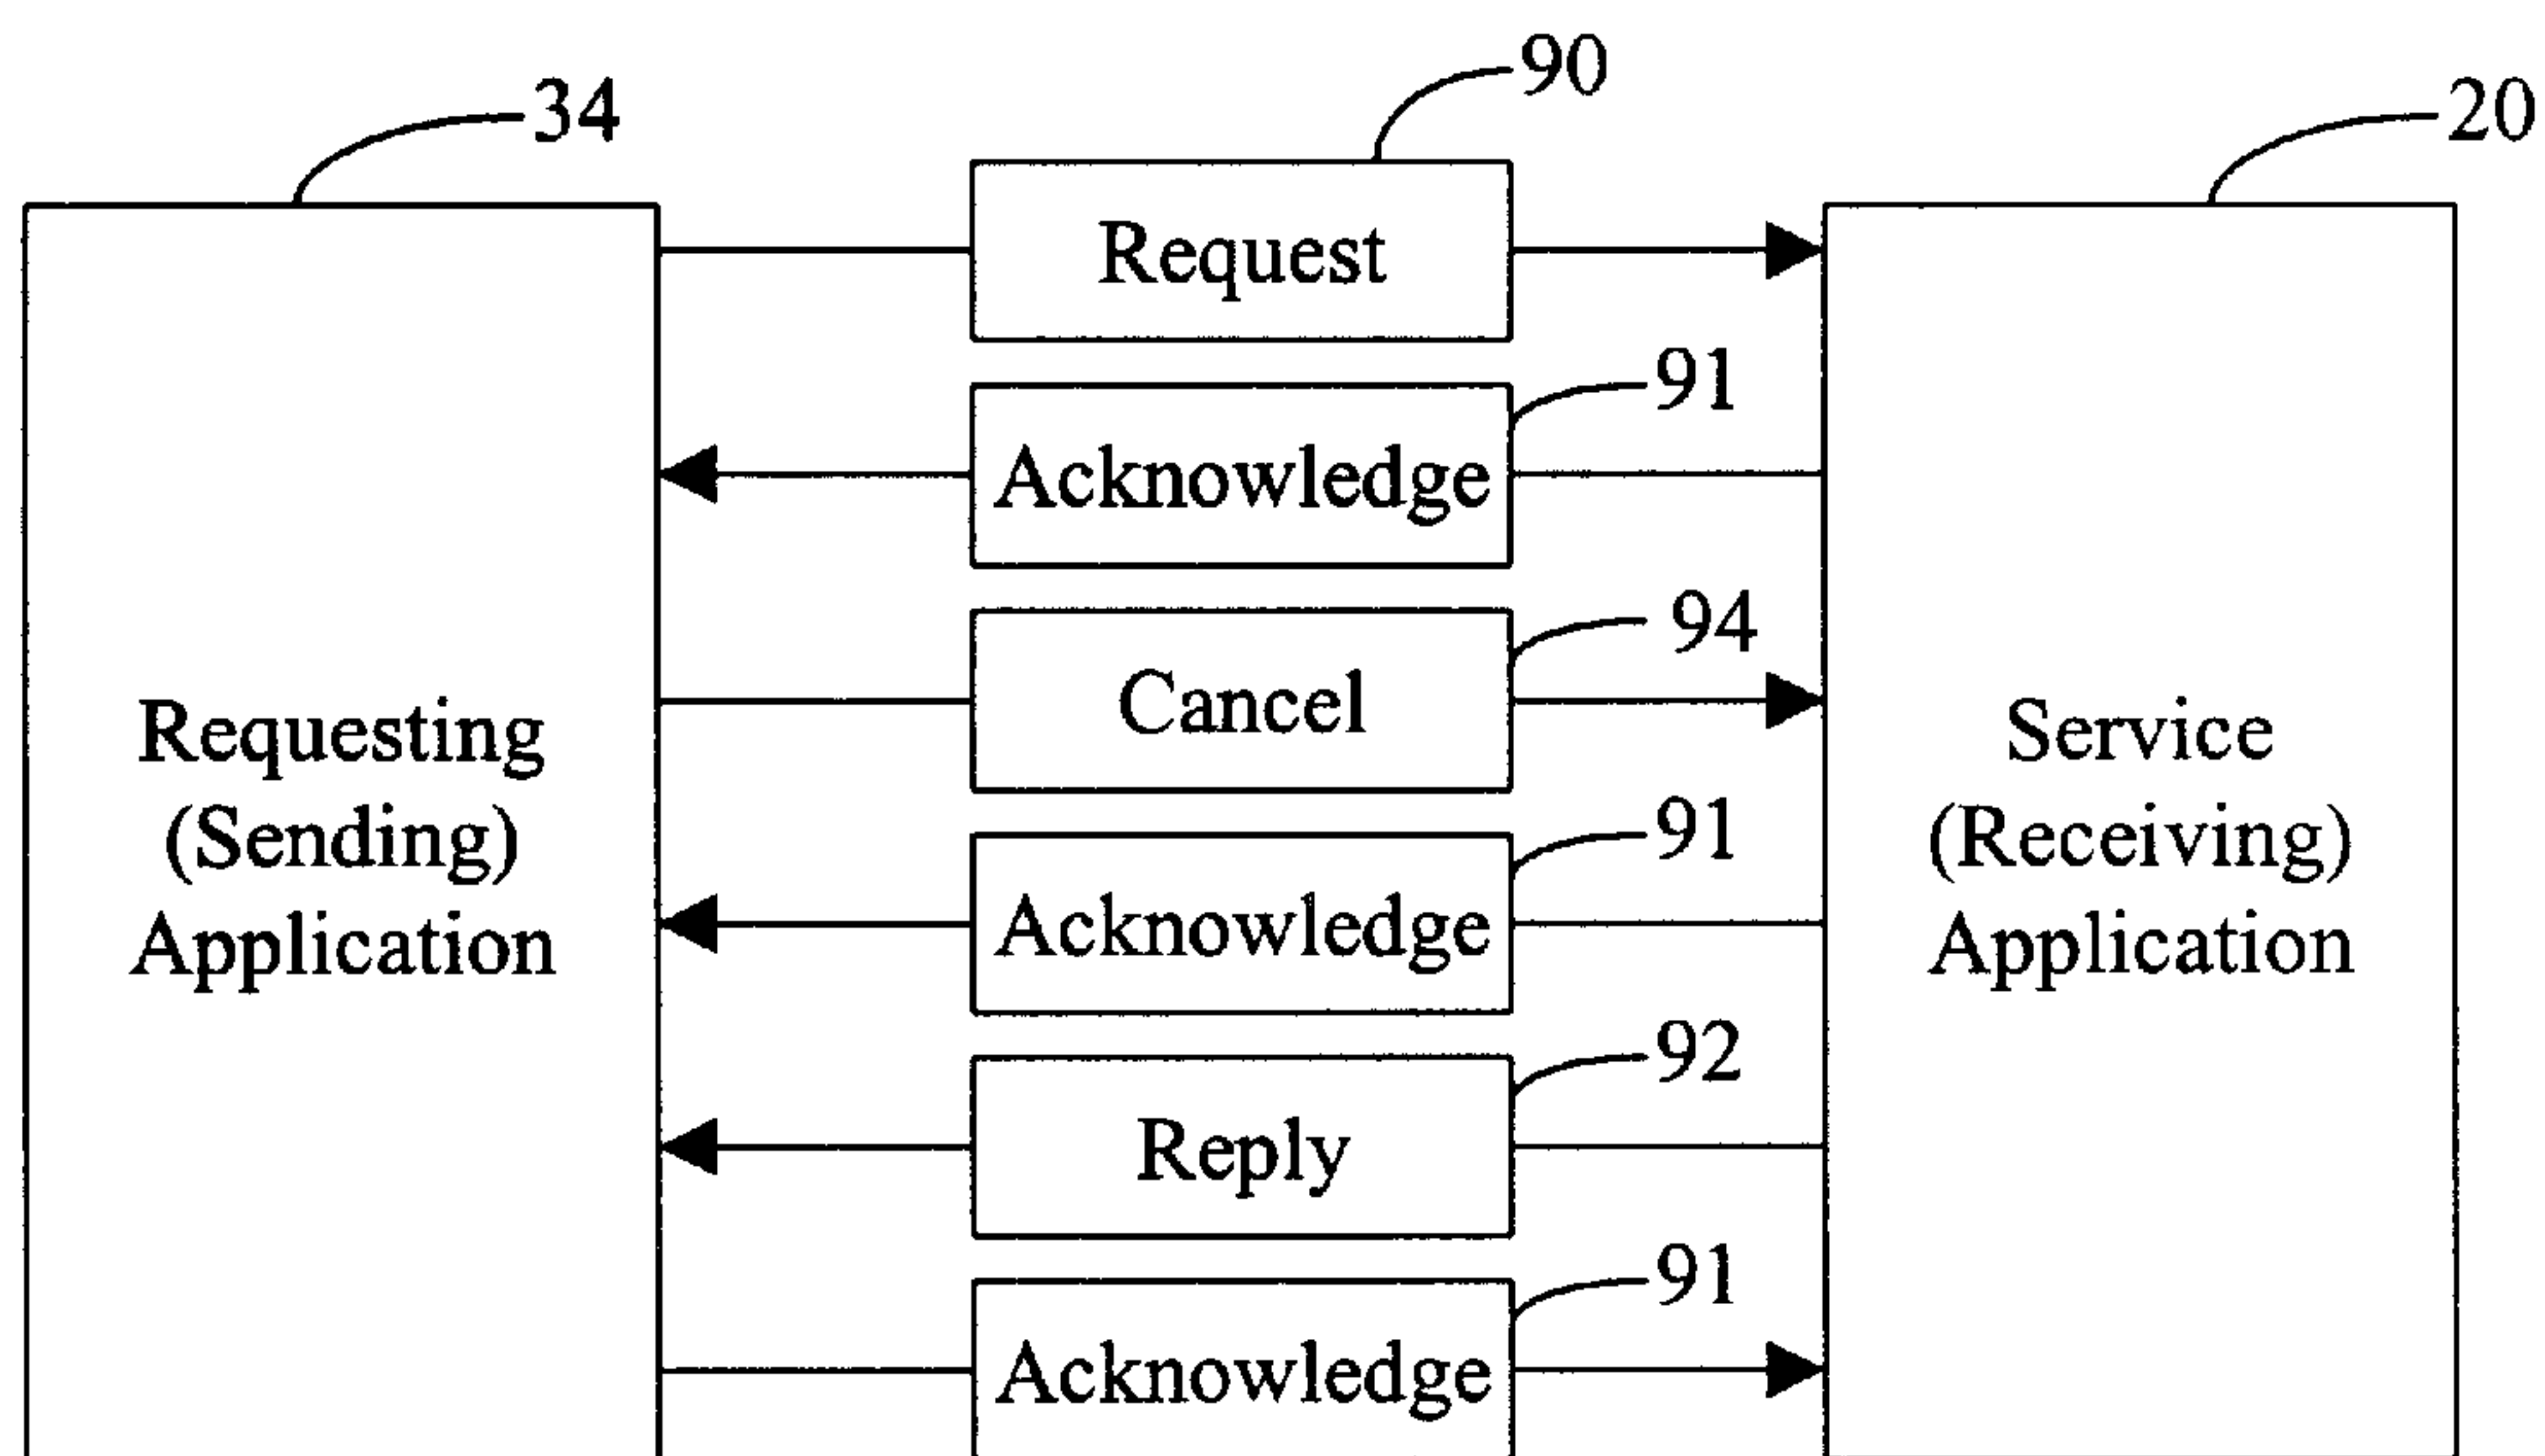 90
34
20
Request
91
Acknowledge
94
Cancel
Requesting
(Sending)
Application
Service
(Receiving)
Application
91
Acknowledge
92
Reply
91
Acknowledge